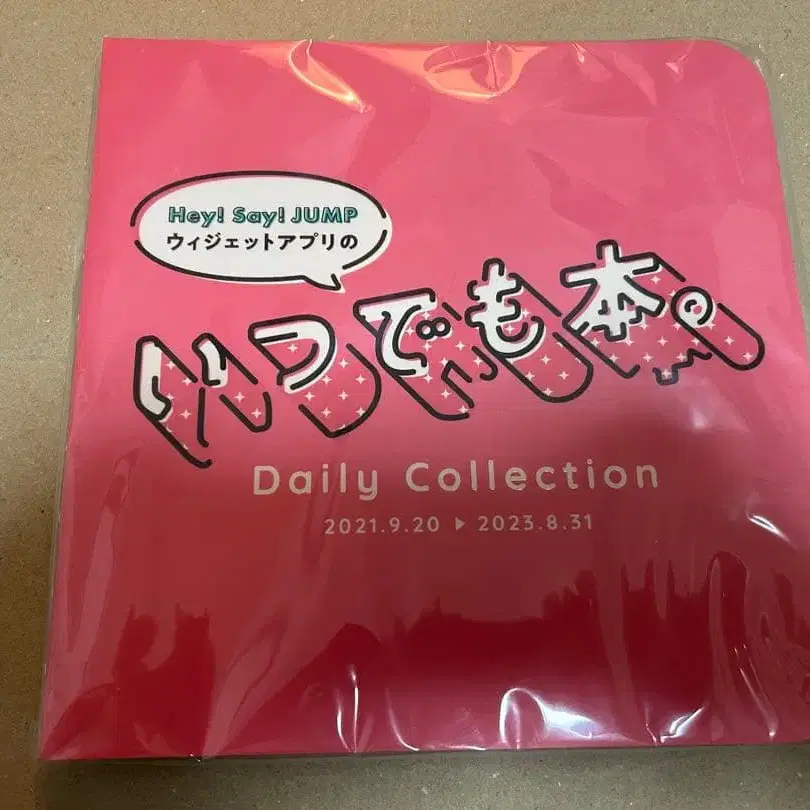 Hey! Say! JUMP
ウィジェットアプリの
いつでも本。
Daily Collection
2021.9.20 ▶ 2023.8.31